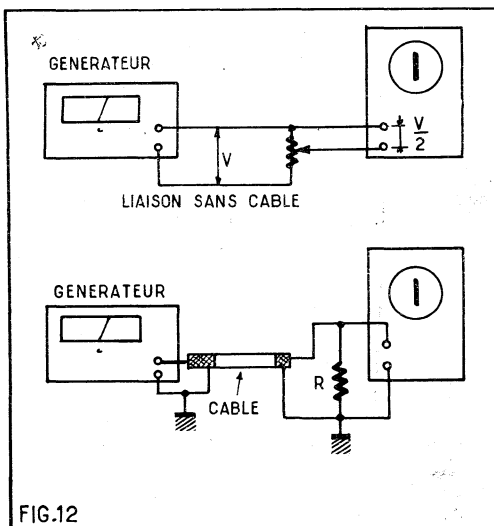 GENERATEUR
V
V
2
LIAISON SANS CABLE
GENERATEUR
CABLE
R
FIG.12